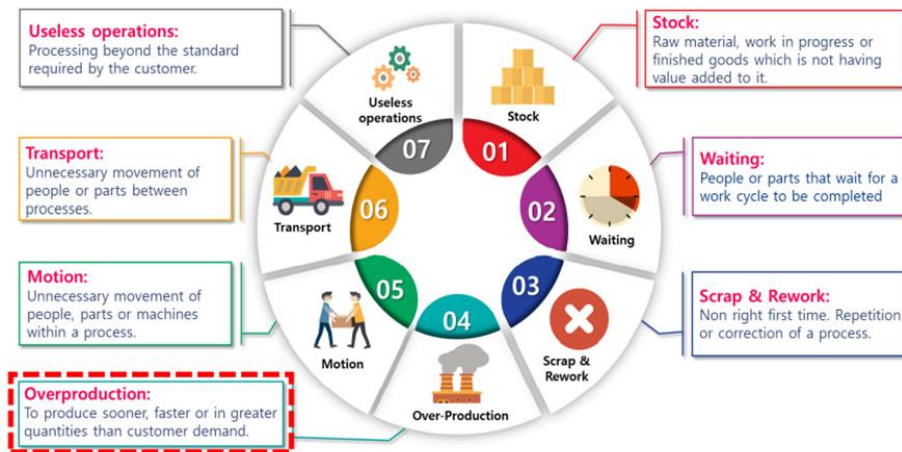 Useless operations:
Processing beyond the standard
required by the customer.
Stock:
Raw material, work in progress or
finished goods which is not having
value added to it.
Transport:
Unnecessary movement of
people or parts between
processes.
Waiting:
People or parts that wait for a
work cycle to be completed
Motion:
Unnecessary movement of
people, parts or machines
within a process.
Scrap & Rework:
Non right first time. Repetition
or correction of a process.
Overproduction:
To produce sooner, faster or in greater
quantities than customer demand.
Stock
01
Waiting
02
Scrap &
Rework
03
Over-Production
04
Motion
05
Transport
06
Useless
operations
07